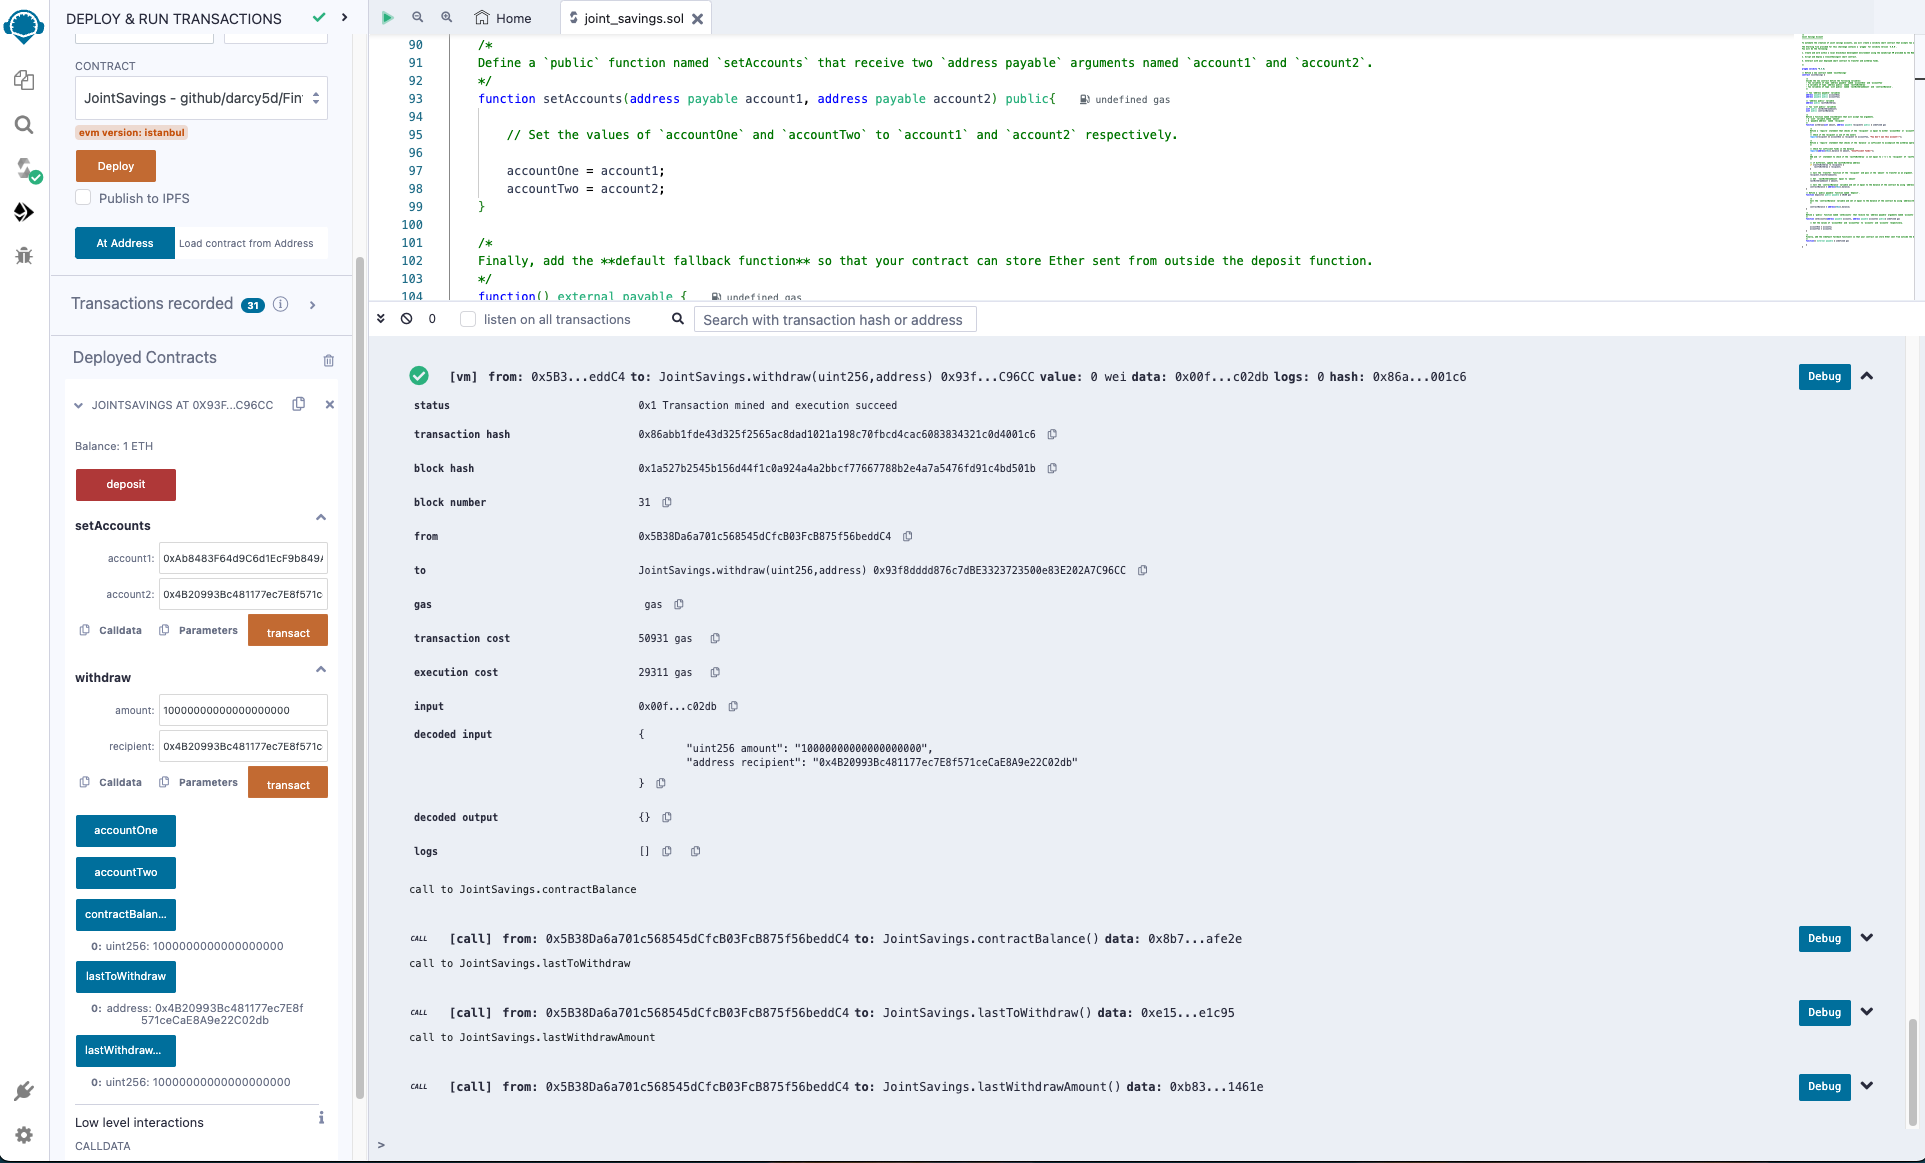 DEPLOY & RUN TRANSACTIONS
CONTRACT
JointSavings - github/darcy5d/Fin
evm version: istanbul
Deploy
Publish to IPFS
At Address
Load contract from Address
Transactions recorded 31
Deployed Contracts
JOINTSAVINGS AT 0X93F...C96CC
Balance: 1 ETH
deposit
setAccounts
account1: 0xAb8483F64d9C6d1EcF9b849
account2: 0x4B20993Bc481177ec7E8f571c
Calldata Parameters transact
withdraw
amount: 10000000000000000000
recipient: 0x4B20993Bc481177ec7E8f571c
Calldata Parameters transact
accountOne
accountTwo
contractBalan...
0: uint256: 1000000000000000000
lastToWithdraw
0: address: 0x4B20993Bc481177ec7E8f
571ceCaE8A9e22C02db
lastWithdraw...
0: uint256: 10000000000000000000
Low level interactions
CALLDATA
Home
joint_savings.sol
90 /*
91 Define a `public` function named `setAccounts` that receive two `address payable` arguments named `account1` and `account2`.
92 */
93 function setAccounts(address payable account1, address payable account2) public{ undefined gas
94
95 // Set the values of `accountOne` and `accountTwo` to `account1` and `account2` respectively.
96
97 accountOne = account1;
98 accountTwo = account2;
99 }
100
101 /*
102 Finally, add the **default fallback function** so that your contract can store Ether sent from outside the deposit function.
103 */
104 function() external payable { undefined gas
0 listen on all transactions Search with transaction hash or address
[vm] from: 0x5B3...eddC4 to: JointSavings.withdraw(uint256,address) 0x93f...C96CC value: 0 wei data: 0x00f...c02db logs: 0 hash: 0x86a...001c6 Debug
status 0x1 Transaction mined and execution succeed
transaction hash 0x86abb1fde43d325f2565ac8dad1021a198c70fbcd4cac6083834321c0d4001c6
block hash 0x1a527b2545b156d44f1c0a924a4a2bbcf77667788b2e4a7a5476fd91c4bd501b
block number 31
from 0x5B38Da6a701c568545dCfcB03FcB875f56beddC4
to JointSavings.withdraw(uint256,address) 0x93f8dddd876c7dBE3323723500e83E202A7C96CC
gas gas
transaction cost 50931 gas
execution cost 29311 gas
input 0x00f...c02db
decoded input {
"uint256 amount": "10000000000000000000",
"address recipient": "0x4B20993Bc481177ec7E8f571ceCaE8A9e22C02db"
}
decoded output {}
logs []
call to JointSavings.contractBalance
CALL [call] from: 0x5B38Da6a701c568545dCfcB03FcB875f56beddC4 to: JointSavings.contractBalance() data: 0x8b7...afe2e Debug
call to JointSavings.lastToWithdraw
CALL [call] from: 0x5B38Da6a701c568545dCfcB03FcB875f56beddC4 to: JointSavings.lastToWithdraw() data: 0xe15...e1c95 Debug
call to JointSavings.lastWithdrawAmount
CALL [call] from: 0x5B38Da6a701c568545dCfcB03FcB875f56beddC4 to: JointSavings.lastWithdrawAmount() data: 0xb83...1461e Debug
>